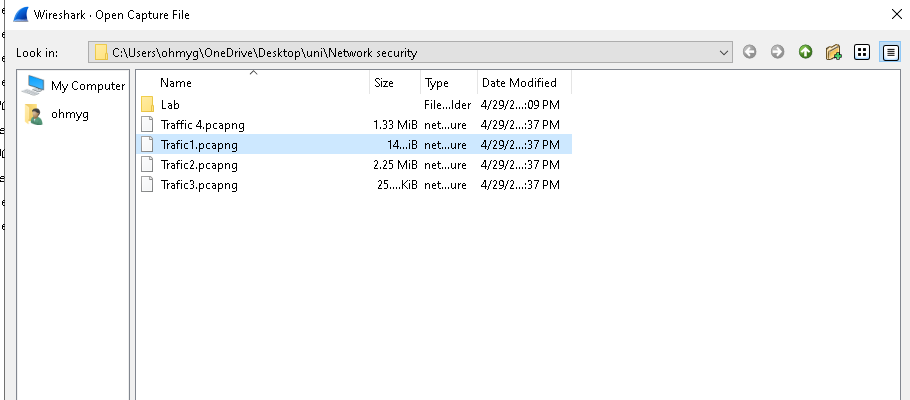 Wireshark · Open Capture File
Look in: C:\Users\ohmyg\OneDrive\Desktop\uni\Network security
My Computer
ohmyg
Name Size Type Date Modified
Lab File...lder 4/29/2...:09 PM
Traffic 4.pcapng 1.33 MiB net...ure 4/29/2...:37 PM
Trafic1.pcapng 14...iB net...ure 4/29/2...:37 PM
Trafic2.pcapng 2.25 MiB net...ure 4/29/2...:37 PM
Trafic3.pcapng 25....KiB net...ure 4/29/2...:37 PM